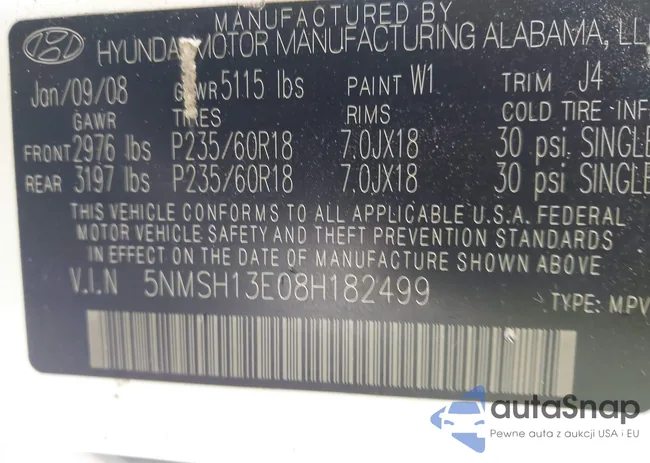 MANUFACTURED BY
HYUNDAI MOTOR MANUFACTURING ALABAMA, LL
Jan/09/08 GVWR 5115 lbs PAINT W1 TRIM J4
GAWR TIRES RIMS COLD TIRE INF
FRONT 2976 lbs P235/60R18 7.0JX18 30 psi SINGLE
REAR 3197 lbs P235/60R18 7.0JX18 30 psi SINGLE
THIS VEHICLE CONFORMS TO ALL APPLICABLE U.S.A. FEDERAL
MOTOR VEHICLE SAFETY AND THEFT PREVENTION STANDARDS
IN EFFECT ON THE DATE OF MANUFACTURE SHOWN ABOVE
V.I.N 5NMSH13E08H182499
TYPE: MPV
autoSnap
Pewne auta z aukcji USA i EU